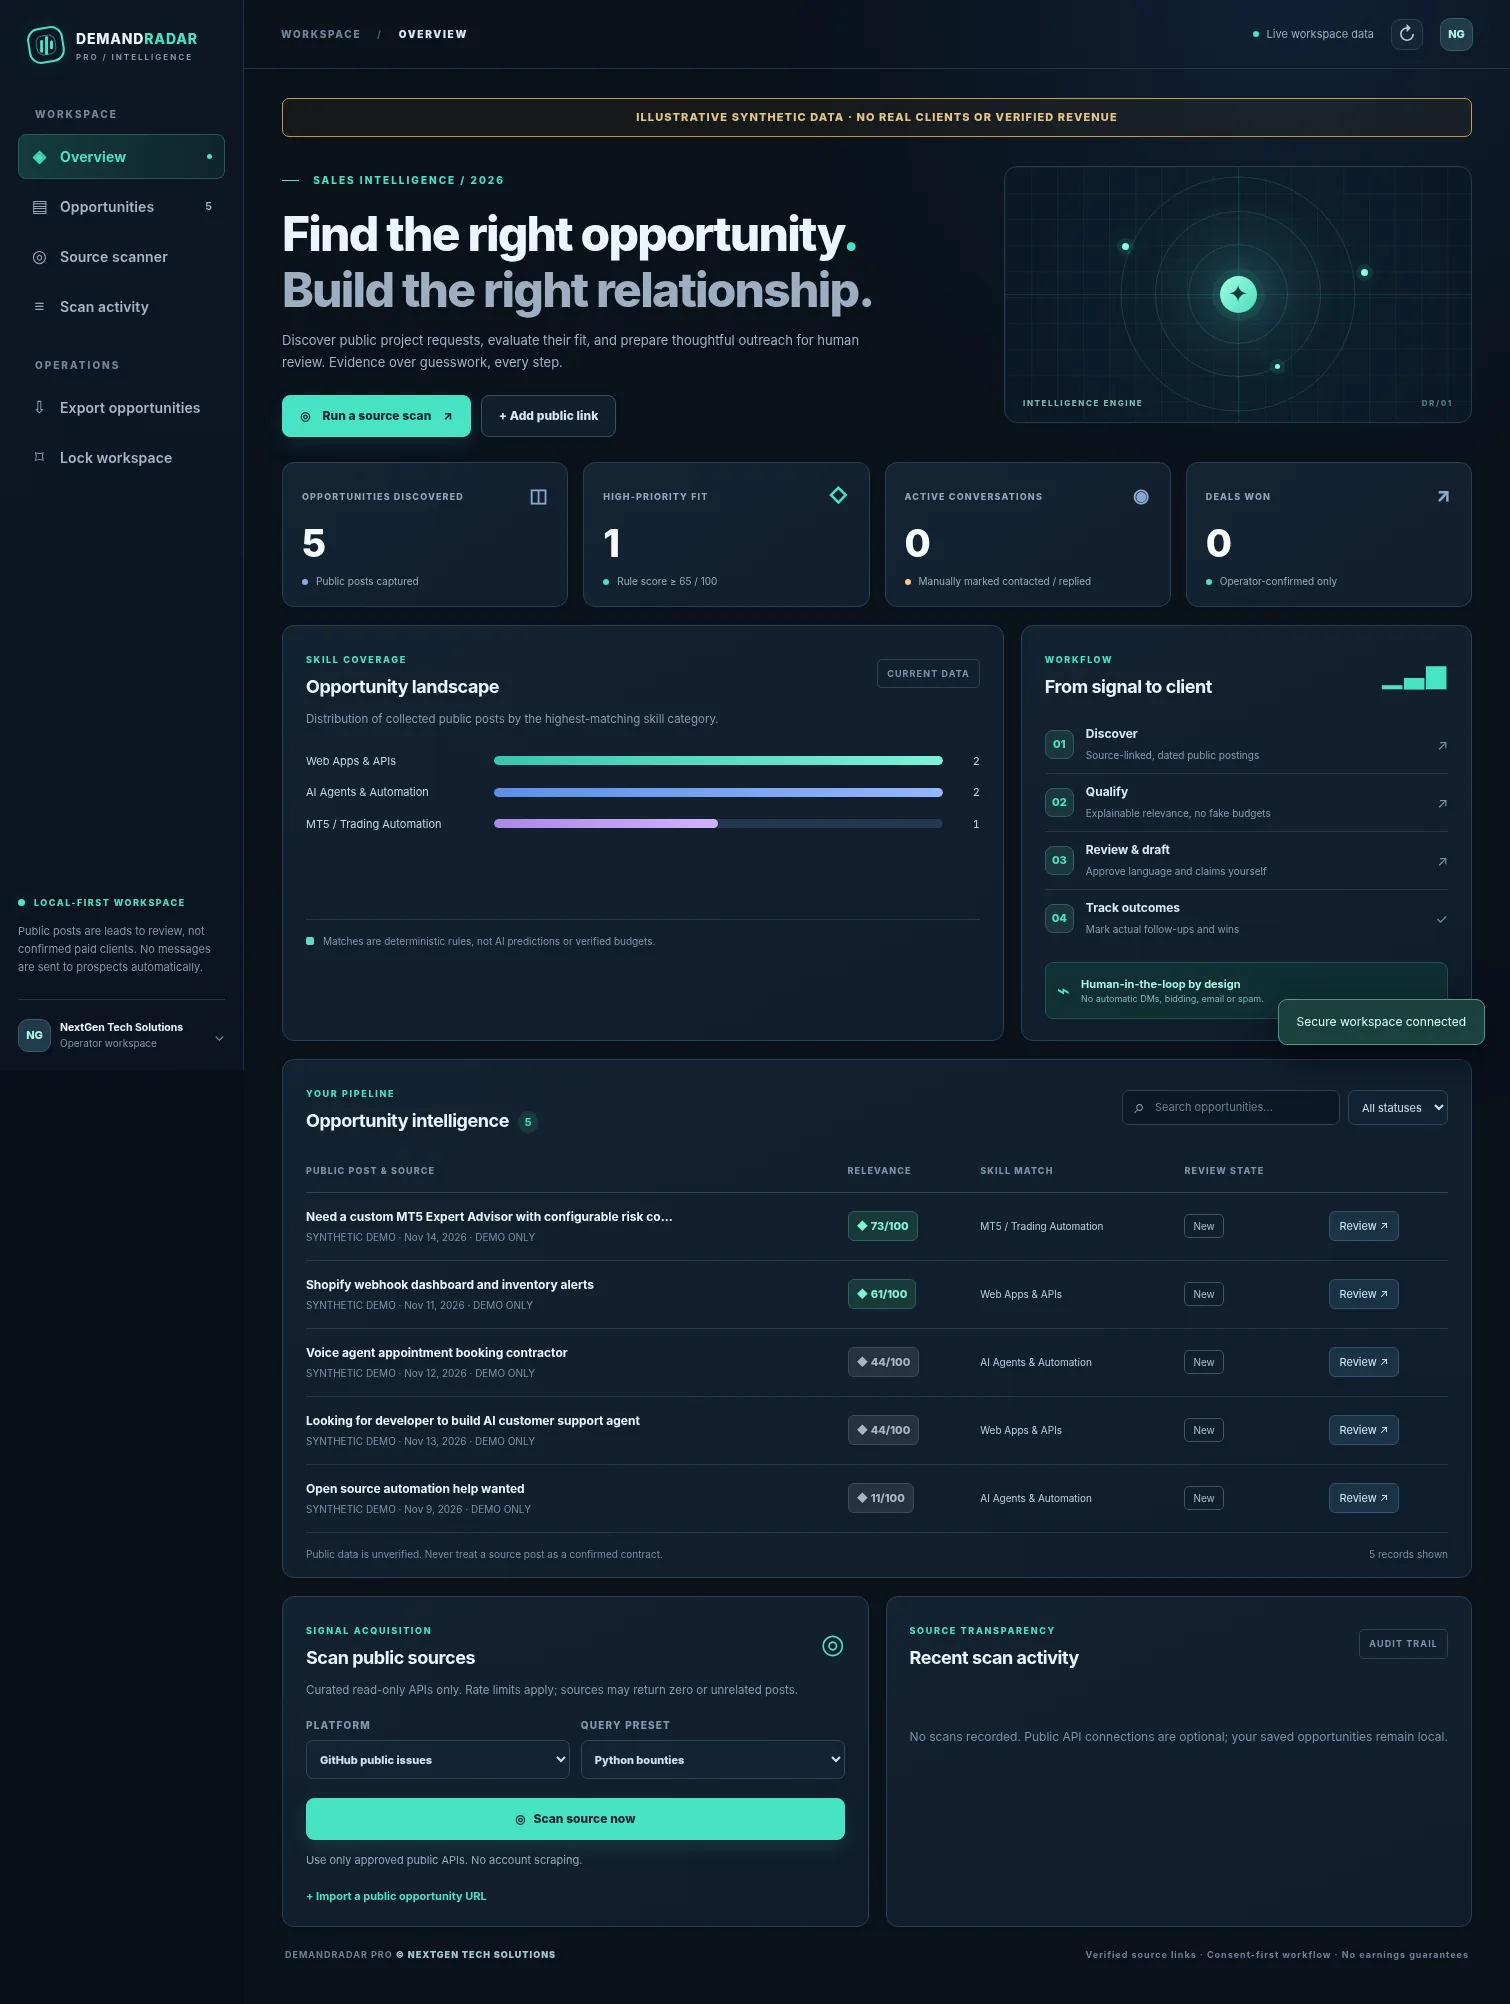 DEMANDRADAR
PRO / INTELLIGENCE
WORKSPACE
Overview
Opportunities 5
Source scanner
Scan activity
OPERATIONS
Export opportunities
Lock workspace
LOCAL-FIRST WORKSPACE
Public posts are leads to review, not
confirmed paid clients. No messages
are sent to prospects automatically.
NG
NextGen Tech Solutions
Operator workspace
WORKSPACE / OVERVIEW
Live workspace data
NG
ILLUSTRATIVE SYNTHETIC DATA · NO REAL CLIENTS OR VERIFIED REVENUE
SALES INTELLIGENCE / 2026
Find the right opportunity.
Build the right relationship.
Discover public project requests, evaluate their fit, and prepare thoughtful outreach for human
review. Evidence over guesswork, every step.
Run a source scan ↗
+ Add public link
INTELLIGENCE ENGINE
DR/01
OPPORTUNITIES DISCOVERED
5
Public posts captured
HIGH-PRIORITY FIT
1
Rule score ≥ 65 / 100
ACTIVE CONVERSATIONS
0
Manually marked contacted / replied
DEALS WON
0
Operator-confirmed only
SKILL COVERAGE
Opportunity landscape
CURRENT DATA
Distribution of collected public posts by the highest-matching skill category.
Web Apps & APIs 2
AI Agents & Automation 2
MT5 / Trading Automation 1
Matches are deterministic rules, not AI predictions or verified budgets.
WORKFLOW
From signal to client
01
Discover
Source-linked, dated public postings
02
Qualify
Explainable relevance, no fake budgets
03
Review & draft
Approve language and claims yourself
04
Track outcomes
Mark actual follow-ups and wins
Human-in-the-loop by design
No automatic DMs, bidding, email or spam.
Secure workspace connected
YOUR PIPELINE
Opportunity intelligence 5
Search opportunities...
All statuses
PUBLIC POST & SOURCE RELEVANCE SKILL MATCH REVIEW STATE
Need a custom MT5 Expert Advisor with configurable risk co...
SYNTHETIC DEMO · Nov 14, 2026 · DEMO ONLY
◆ 73/100
MT5 / Trading Automation
New
Review ↗
Shopify webhook dashboard and inventory alerts
SYNTHETIC DEMO · Nov 11, 2026 · DEMO ONLY
◆ 61/100
Web Apps & APIs
New
Review ↗
Voice agent appointment booking contractor
SYNTHETIC DEMO · Nov 12, 2026 · DEMO ONLY
◆ 44/100
AI Agents & Automation
New
Review ↗
Looking for developer to build AI customer support agent
SYNTHETIC DEMO · Nov 13, 2026 · DEMO ONLY
◆ 44/100
Web Apps & APIs
New
Review ↗
Open source automation help wanted
SYNTHETIC DEMO · Nov 9, 2026 · DEMO ONLY
◆ 11/100
AI Agents & Automation
New
Review ↗
Public data is unverified. Never treat a source post as a confirmed contract.
5 records shown
SIGNAL ACQUISITION
Scan public sources
Curated read-only APIs only. Rate limits apply; sources may return zero or unrelated posts.
PLATFORM
GitHub public issues
QUERY PRESET
Python bounties
Scan source now
Use only approved public APIs. No account scraping.
+ Import a public opportunity URL
SOURCE TRANSPARENCY
Recent scan activity
AUDIT TRAIL
No scans recorded. Public API connections are optional; your saved opportunities remain local.
DEMANDRADAR PRO © NEXTGEN TECH SOLUTIONS
Verified source links · Consent-first workflow · No earnings guarantees